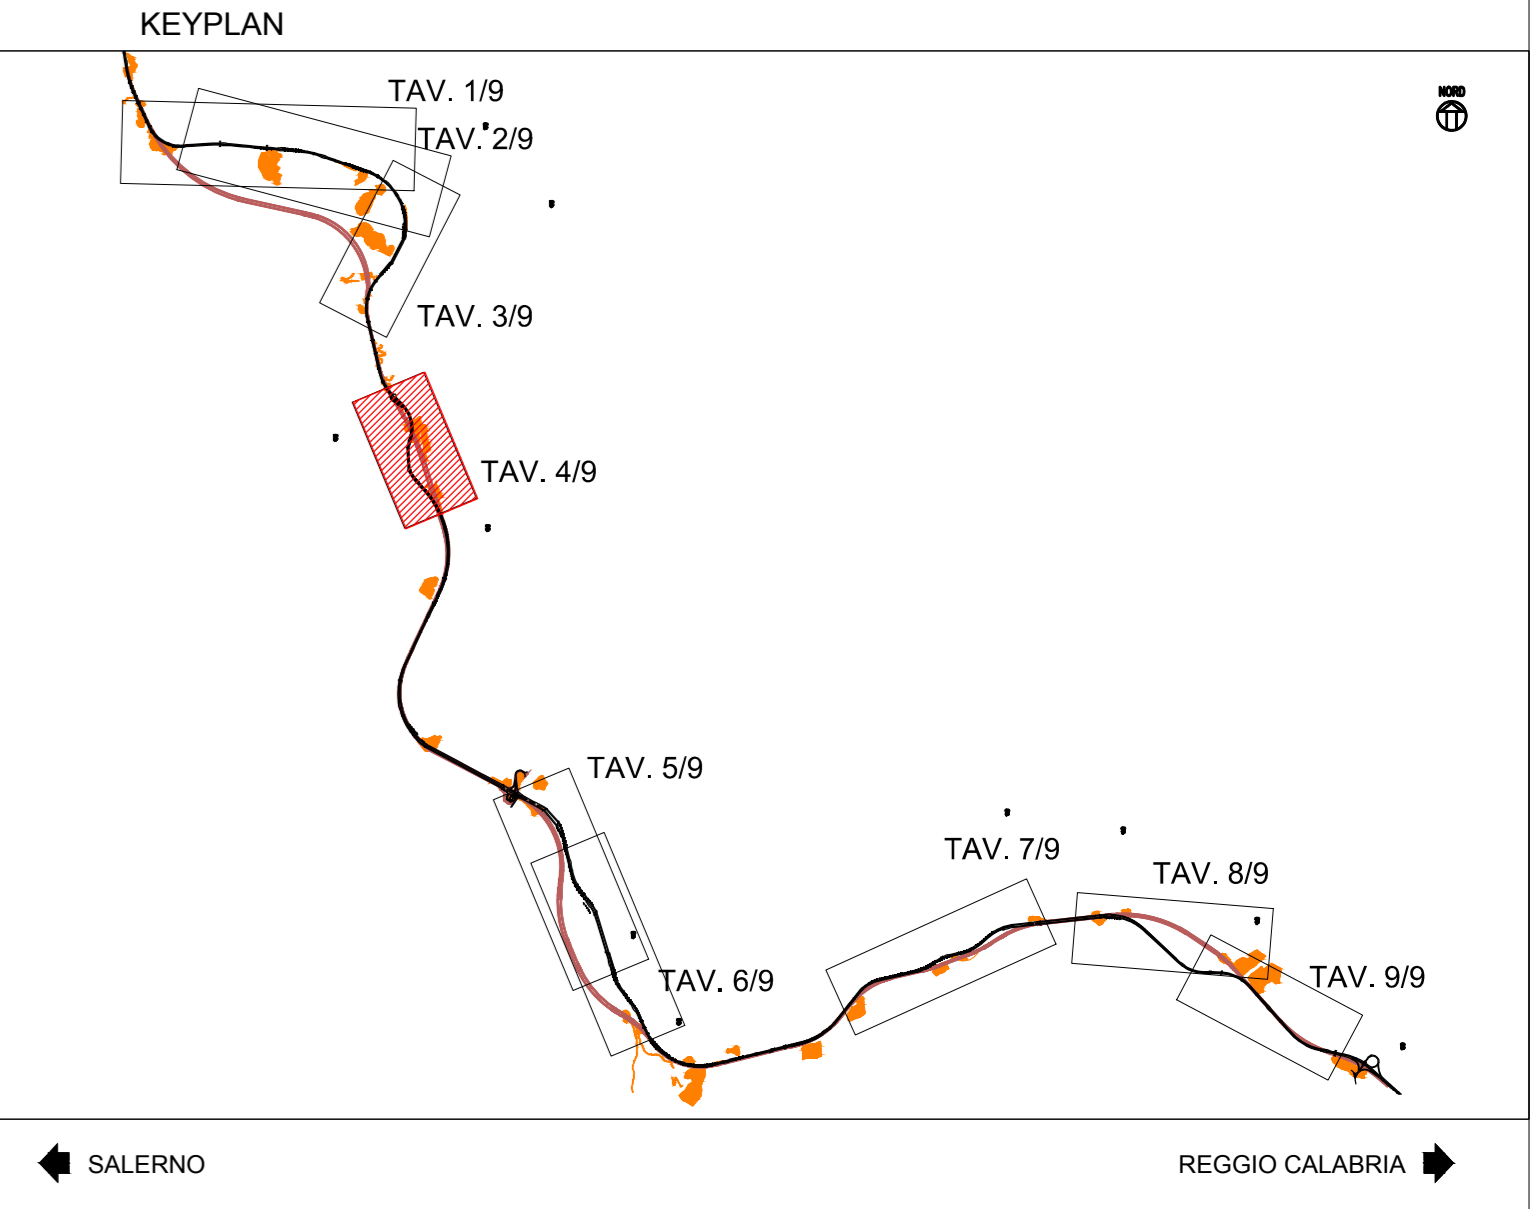 KEYPLAN
TAV. 1/9
NORD
TAV. 2/9
TAV. 3/9
TAV. 4/9
TAV. 5/9
TAV. 7/9
TAV. 8/9
TAV. 6/9
TAV. 9/9
SALERNO
REGGIO CALABRIA